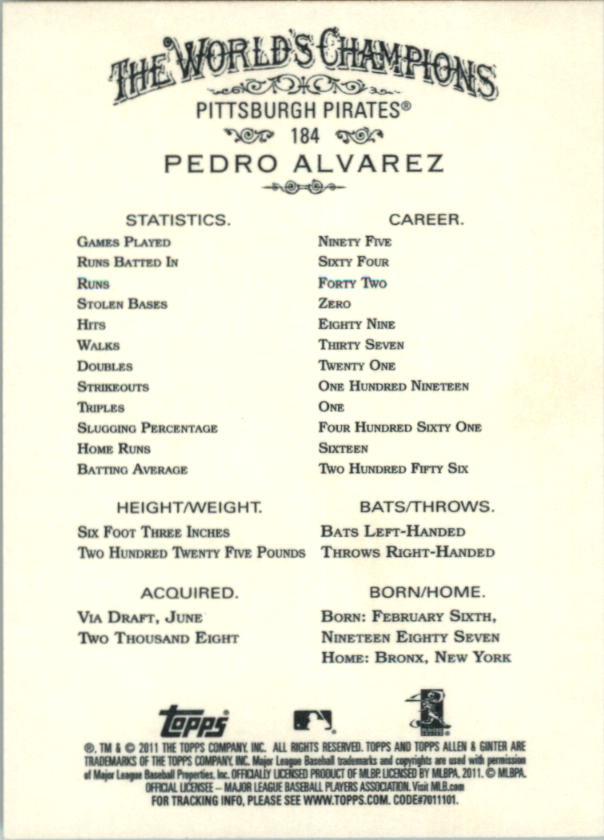 THE WORLD'S CHAMPIONS
PITTSBURGH PIRATES®
184
PEDRO ALVAREZ
STATISTICS. CAREER.
GAMES PLAYED NINETY FIVE
RUNS BATTED IN SIXTY FOUR
RUNS FORTY TWO
STOLEN BASES ZERO
HITS EIGHTY NINE
WALKS THIRTY SEVEN
DOUBLES TWENTY ONE
STRIKEOUTS ONE HUNDRED NINETEEN
TRIPLES ONE
SLUGGING PERCENTAGE FOUR HUNDRED SIXTY ONE
HOME RUNS SIXTEEN
BATTING AVERAGE TWO HUNDRED FIFTY SIX
HEIGHT/WEIGHT. BATS/THROWS.
SIX FOOT THREE INCHES BATS LEFT-HANDED
TWO HUNDRED TWENTY FIVE POUNDS THROWS RIGHT-HANDED
ACQUIRED. BORN/HOME.
VIA DRAFT, JUNE BORN: FEBRUARY SIXTH,
TWO THOUSAND EIGHT NINETEEN EIGHTY SEVEN
HOME: BRONX, NEW YORK
Topps®
®, TM & © 2011 THE TOPPS COMPANY, INC. ALL RIGHTS RESERVED. TOPPS AND TOPPS ALLEN & GINTER ARE
TRADEMARKS OF THE TOPPS COMPANY, INC. Major League Baseball trademarks and copyrights are used with permission
of Major League Baseball Properties, Inc. OFFICIALLY LICENSED PRODUCT OF MLBP. LICENSED BY MLBPA. 2011. © MLBPA.
OFFICIAL LICENSEE – MAJOR LEAGUE BASEBALL PLAYERS ASSOCIATION. Visit MLB.com
FOR TRACKING INFO, PLEASE SEE WWW.TOPPS.COM. CODE#7011101.